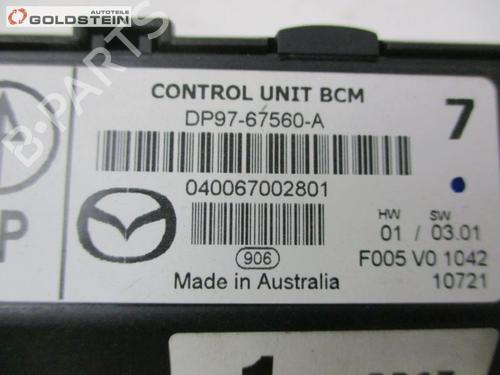 Autoteile
GOLDSTEIN
B-PARTS
CONTROL UNIT BCM
DP97-67560-A
7
040067002801
HW SW
01 / 03.01
906
F005 V0 1042
10721
Made in Australia
P
1